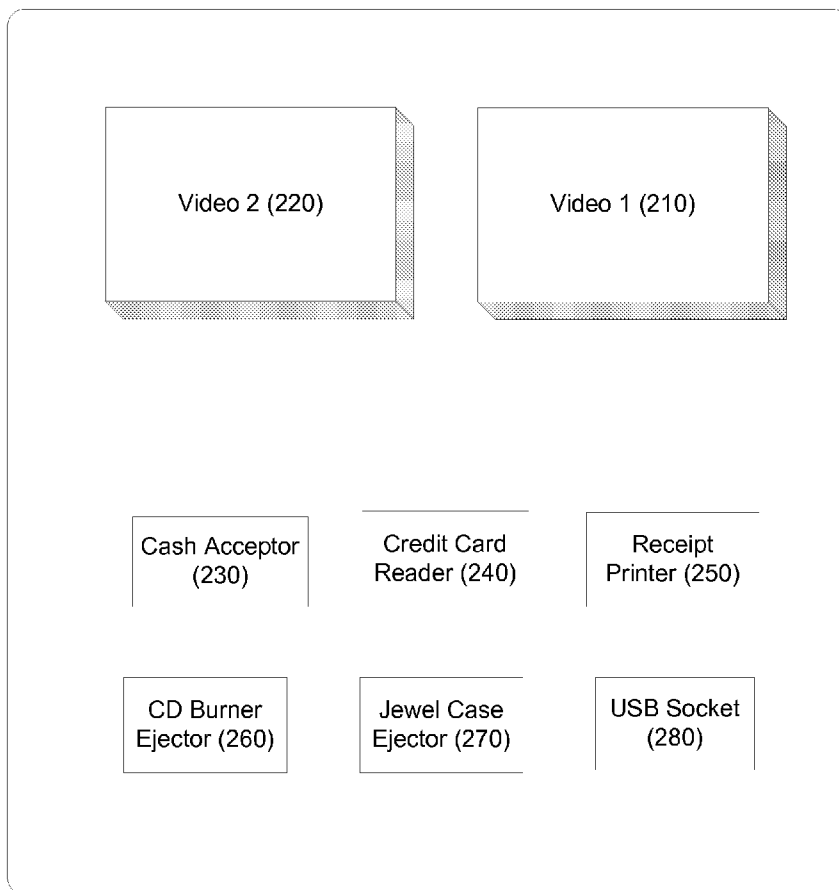 Video 2 (220)
Video 1 (210)
Cash Acceptor
(230)
Credit Card
Reader (240)
Receipt
Printer (250)
CD Burner
Ejector (260)
Jewel Case
Ejector (270)
USB Socket
(280)